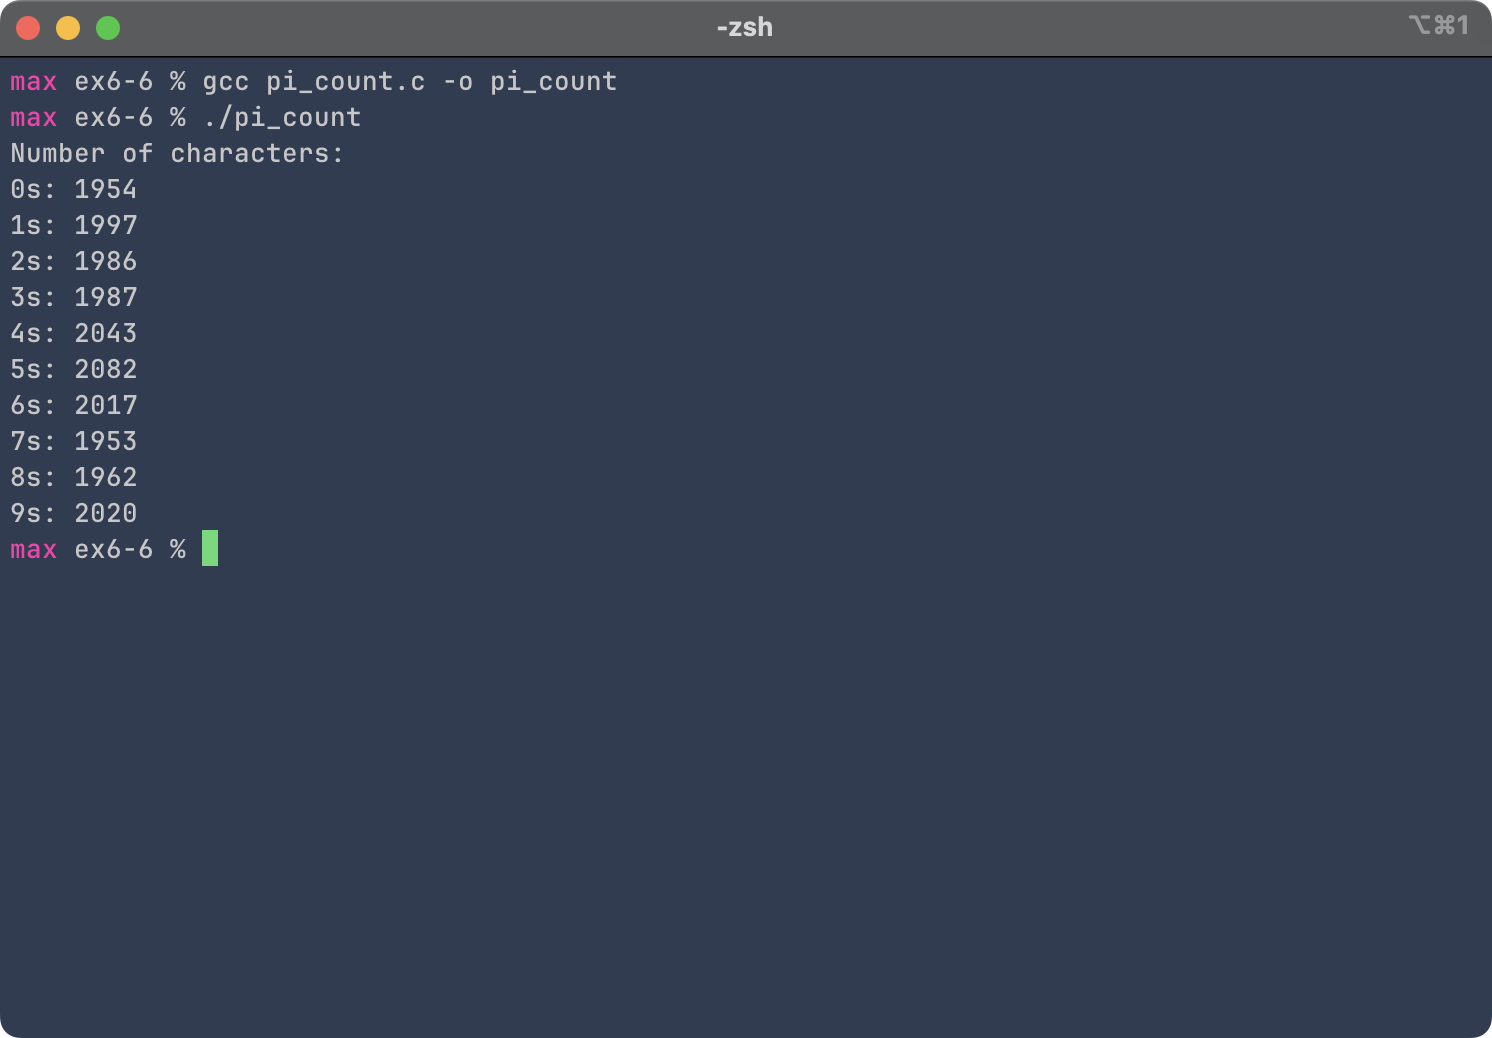 -zsh
⌥⌘1
max ex6-6 % gcc pi_count.c -o pi_count
max ex6-6 % ./pi_count
Number of characters:
0s: 1954
1s: 1997
2s: 1986
3s: 1987
4s: 2043
5s: 2082
6s: 2017
7s: 1953
8s: 1962
9s: 2020
max ex6-6 %